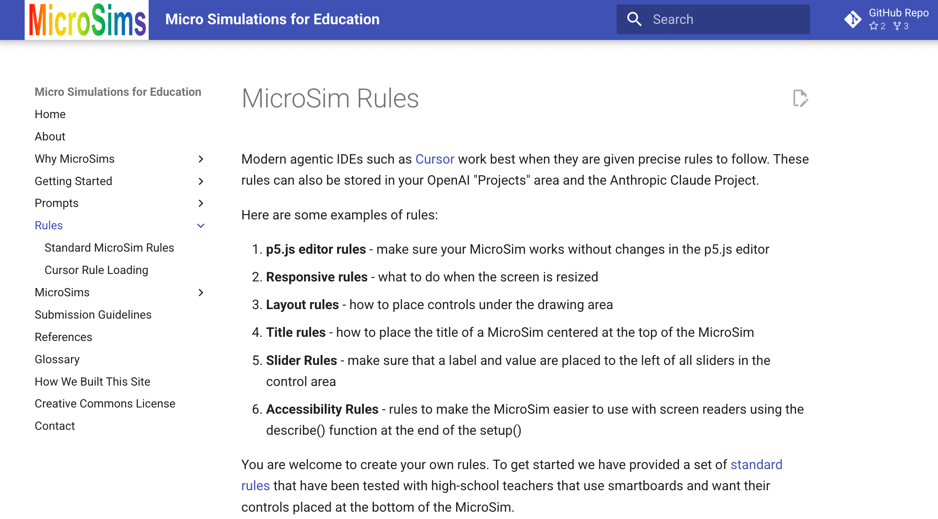 MicroSims
Micro Simulations for Education
Search
GitHub Repo
2 3
Micro Simulations for Education
Home
About
Why MicroSims
Getting Started
Prompts
Rules
Standard MicroSim Rules
Cursor Rule Loading
MicroSims
Submission Guidelines
References
Glossary
How We Built This Site
Creative Commons License
Contact
MicroSim Rules
Modern agentic IDEs such as Cursor work best when they are given precise rules to follow. These
rules can also be stored in your OpenAI "Projects" area and the Anthropic Claude Project.
Here are some examples of rules:
1. p5.js editor rules - make sure your MicroSim works without changes in the p5.js editor
2. Responsive rules - what to do when the screen is resized
3. Layout rules - how to place controls under the drawing area
4. Title rules - how to place the title of a MicroSim centered at the top of the MicroSim
5. Slider Rules - make sure that a label and value are placed to the left of all sliders in the
control area
6. Accessibility Rules - rules to make the MicroSim easier to use with screen readers using the
describe() function at the end of the setup()
You are welcome to create your own rules. To get started we have provided a set of standard
rules that have been tested with high-school teachers that use smartboards and want their
controls placed at the bottom of the MicroSim.